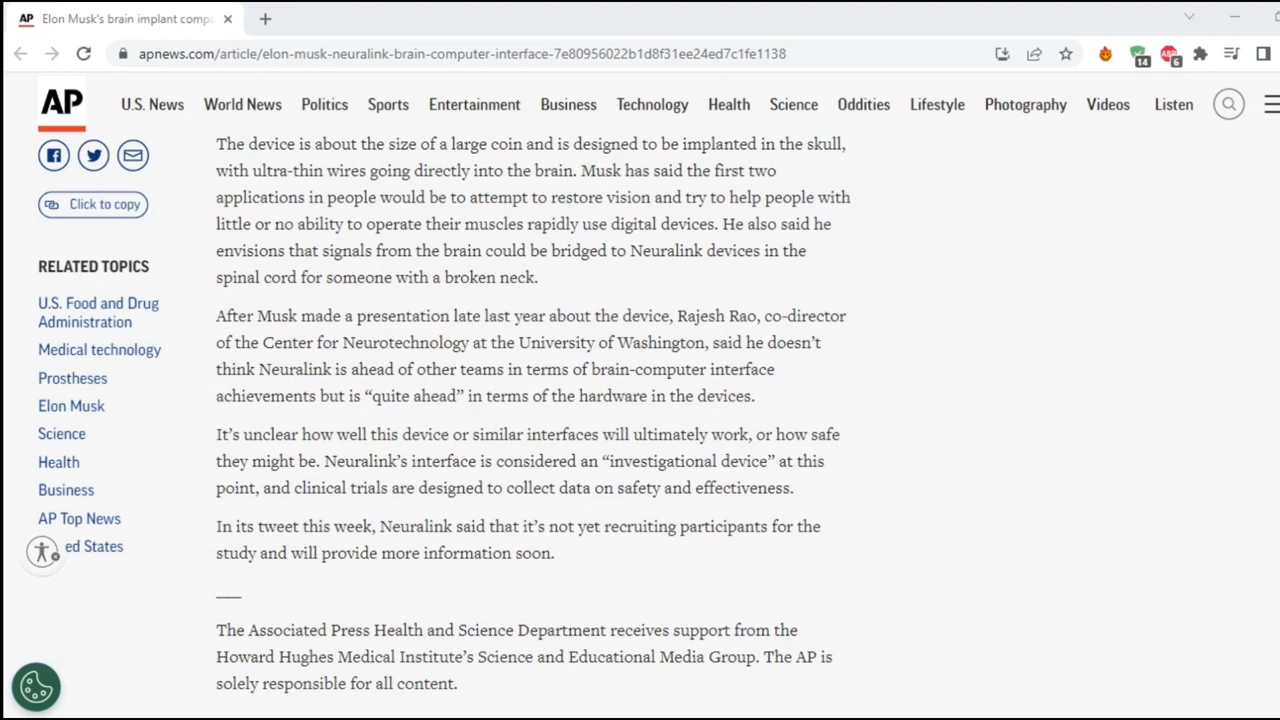 AP Elon Musk's brain implant compa
apnews.com/article/elon-musk-neuralink-brain-computer-interface-7e80956022b1d8f31ee24ed7c1fe1138
14
ABP
6
AP
U.S. News World News Politics Sports Entertainment Business Technology Health Science Oddities Lifestyle Photography Videos Listen
Click to copy
RELATED TOPICS
U.S. Food and Drug
Administration
Medical technology
Prostheses
Elon Musk
Science
Health
Business
AP Top News
ed States
The device is about the size of a large coin and is designed to be implanted in the skull,
with ultra-thin wires going directly into the brain. Musk has said the first two
applications in people would be to attempt to restore vision and try to help people with
little or no ability to operate their muscles rapidly use digital devices. He also said he
envisions that signals from the brain could be bridged to Neuralink devices in the
spinal cord for someone with a broken neck.
After Musk made a presentation late last year about the device, Rajesh Rao, co-director
of the Center for Neurotechnology at the University of Washington, said he doesn’t
think Neuralink is ahead of other teams in terms of brain-computer interface
achievements but is “quite ahead” in terms of the hardware in the devices.
It’s unclear how well this device or similar interfaces will ultimately work, or how safe
they might be. Neuralink’s interface is considered an “investigational device” at this
point, and clinical trials are designed to collect data on safety and effectiveness.
In its tweet this week, Neuralink said that it’s not yet recruiting participants for the
study and will provide more information soon.
The Associated Press Health and Science Department receives support from the
Howard Hughes Medical Institute’s Science and Educational Media Group. The AP is
solely responsible for all content.